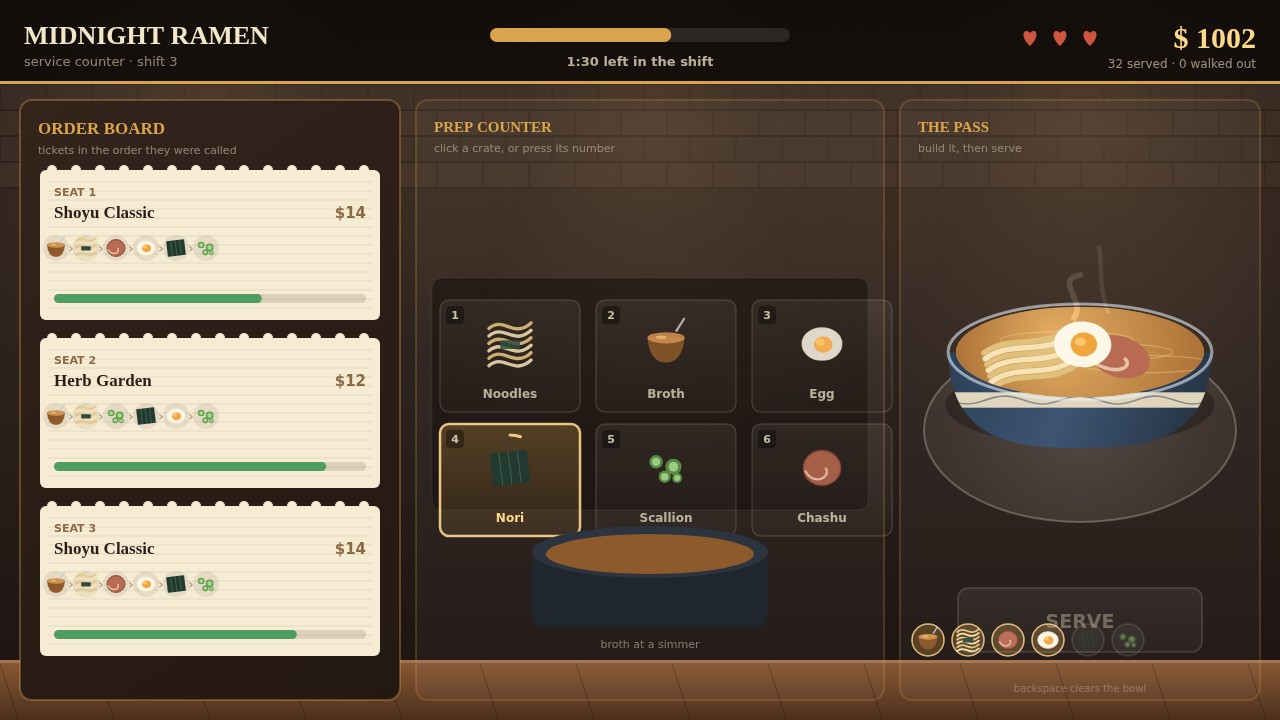 MIDNIGHT RAMEN
service counter · shift 3
1:30 left in the shift
$ 1002
32 served · 0 walked out
ORDER BOARD
tickets in the order they were called
SEAT 1
Shoyu Classic $14
SEAT 2
Herb Garden $12
SEAT 3
Shoyu Classic $14
PREP COUNTER
click a crate, or press its number
1
Noodles
2
Broth
3
Egg
4
Nori
5
Scallion
6
Chashu
broth at a simmer
THE PASS
build it, then serve
SERVE
backspace clears the bowl